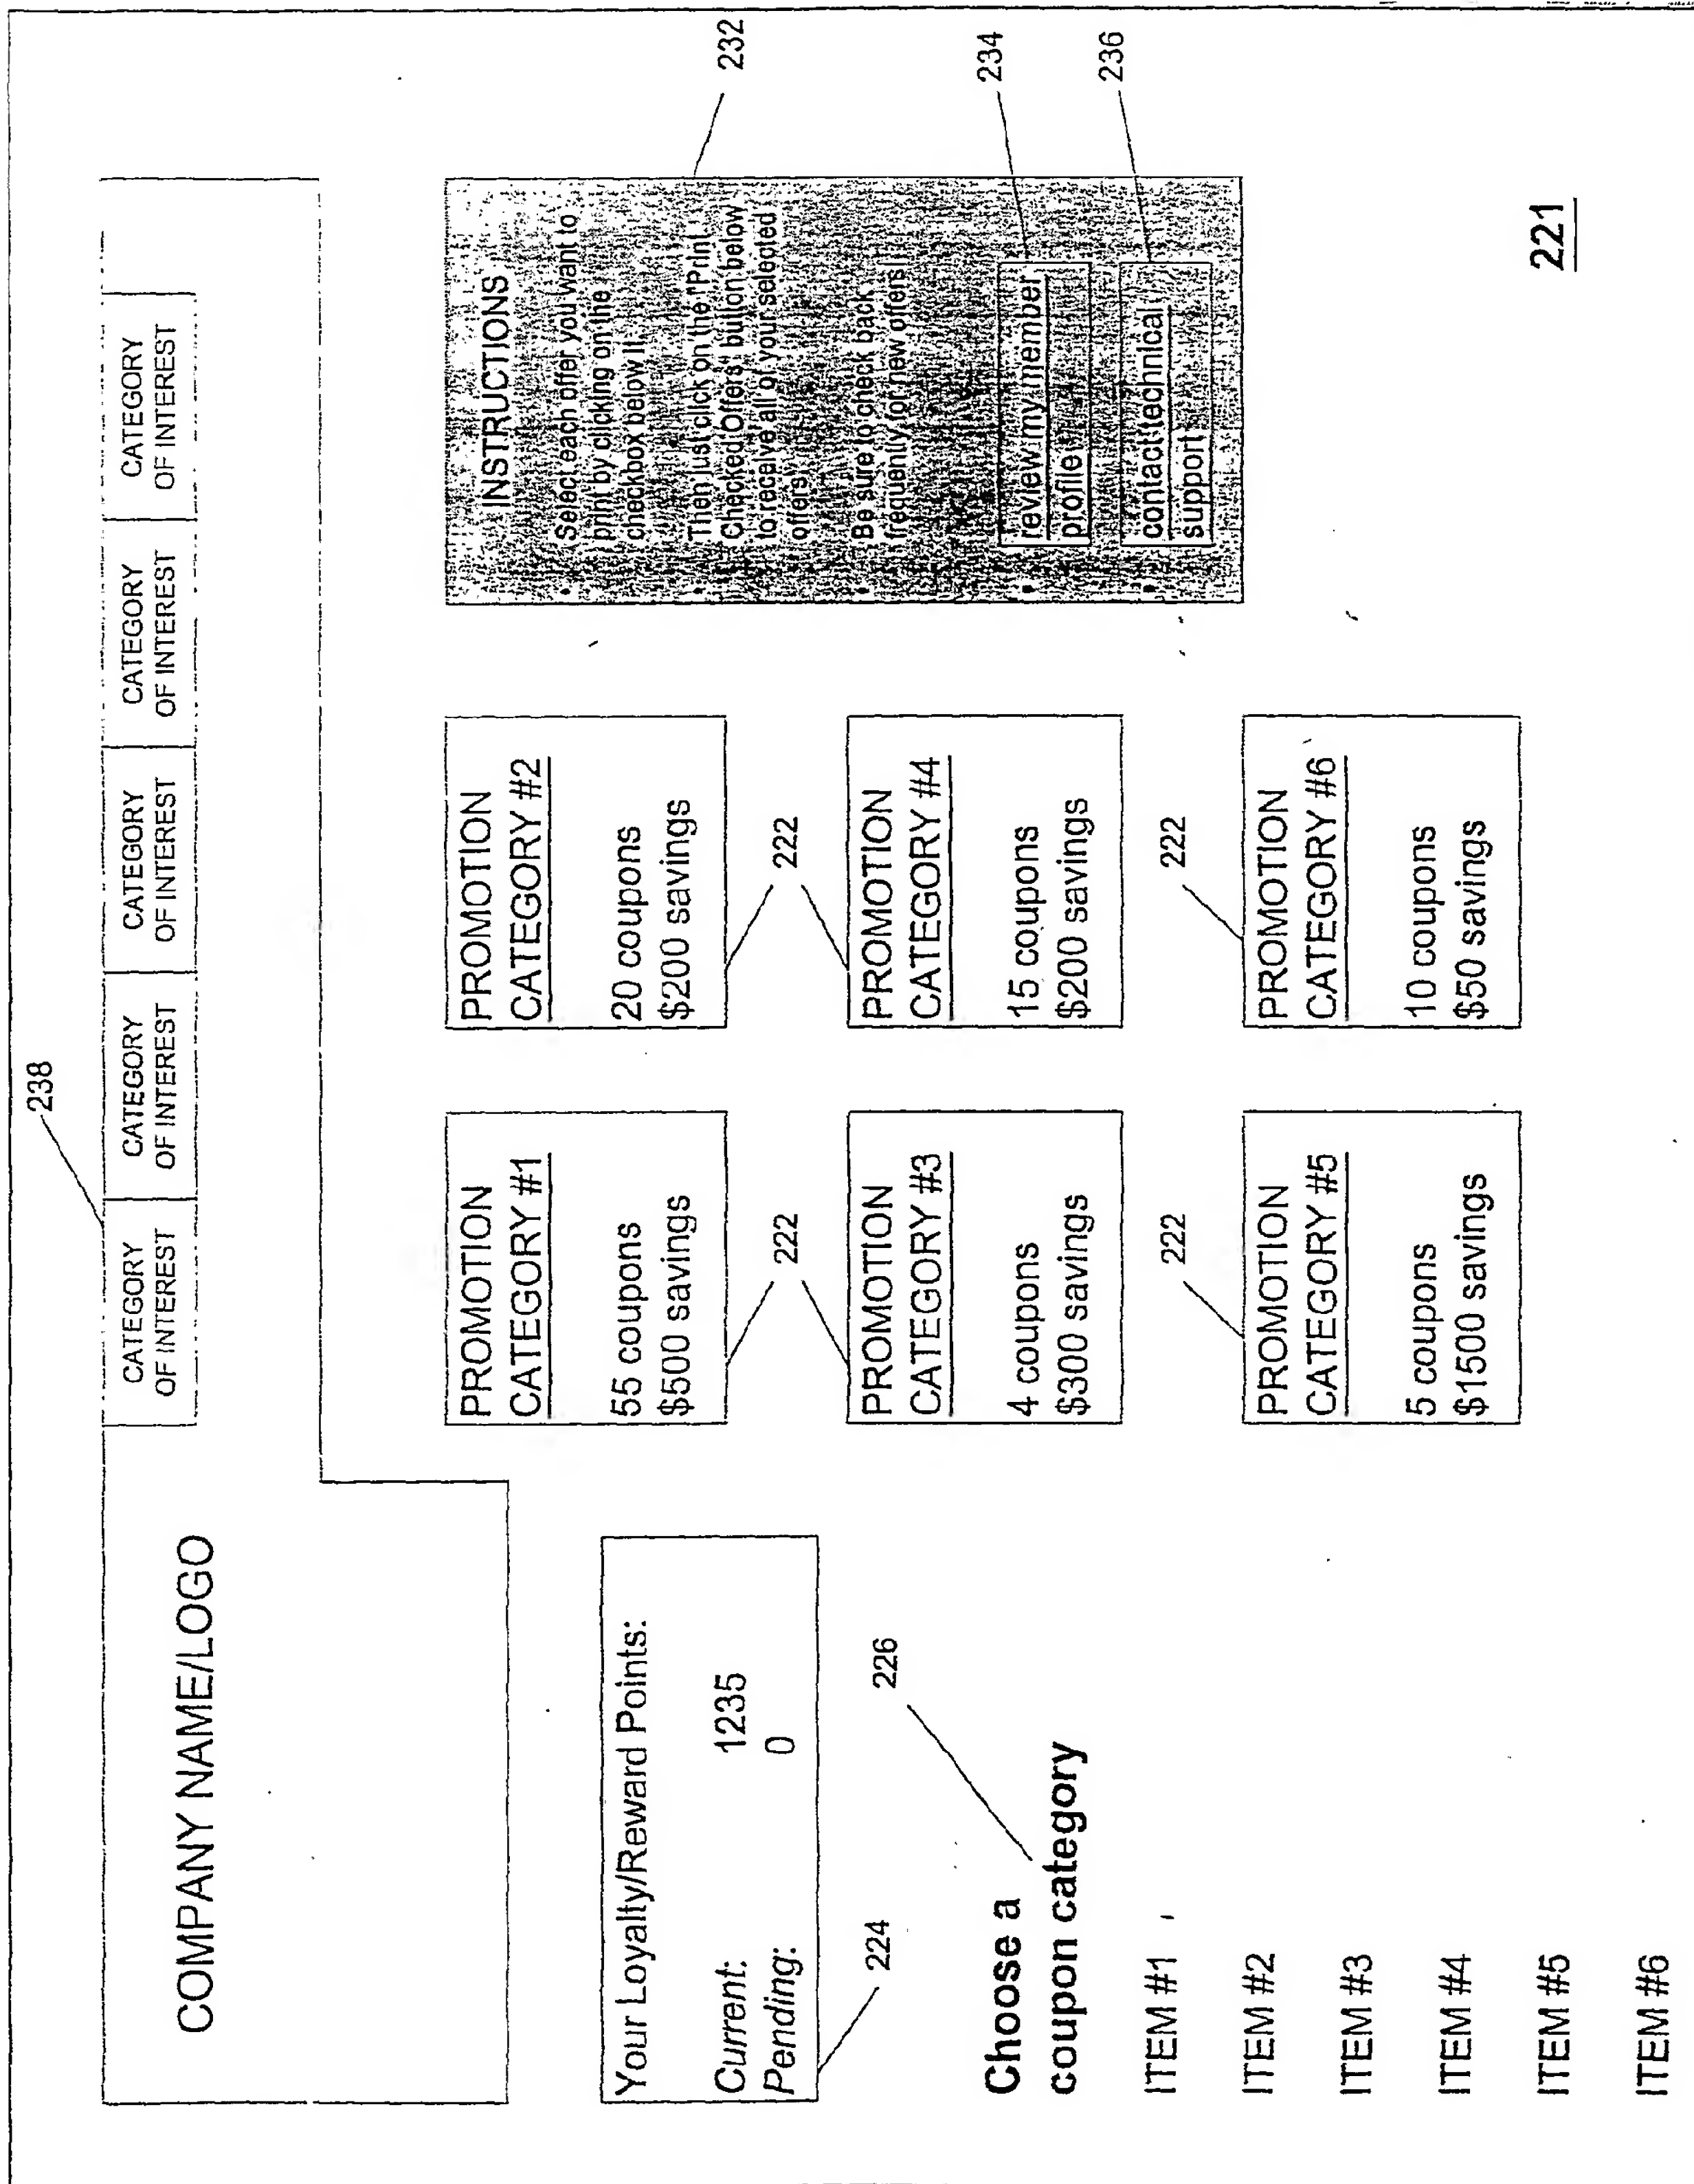 238
CATEGORY
OF INTEREST
CATEGORY
OF INTEREST
CATEGORY
OF INTEREST
CATEGORY
OF INTEREST
CATEGORY
OF INTEREST
COMPANY NAME/LOGO
Your Loyalty/Reward Points:
Current: 1235
Pending: 0
224
226
Choose a
coupon category
ITEM #1
ITEM #2
ITEM #3
ITEM #4
ITEM #5
ITEM #6
PROMOTION
CATEGORY #1
55 coupons
$500 savings
PROMOTION
CATEGORY #2
20 coupons
$200 savings
222
222
PROMOTION
CATEGORY #3
4 coupons
$300 savings
PROMOTION
CATEGORY #4
15 coupons
$200 savings
222
222
PROMOTION
CATEGORY #5
5 coupons
$1500 savings
PROMOTION
CATEGORY #6
10 coupons
$50 savings
232
INSTRUCTIONS
• Select each offer you want to
print by clicking on the
checkbox below it.
• Then just click on the "Print
Checked Offers" button below
to receive all of your selected
offers!
• Be sure to check back
frequently for new offers!
• review my member
profile
234
• contact technical
support
236
221